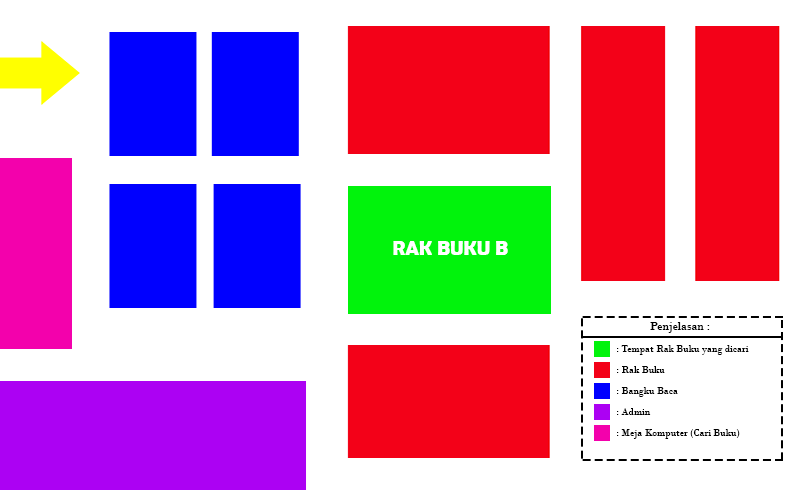 RAK BUKU B
Penjelasan :
: Tempat Rak Buku yang dicari
: Rak Buku
: Bangku Baca
: Admin
: Meja Komputer (Cari Buku)